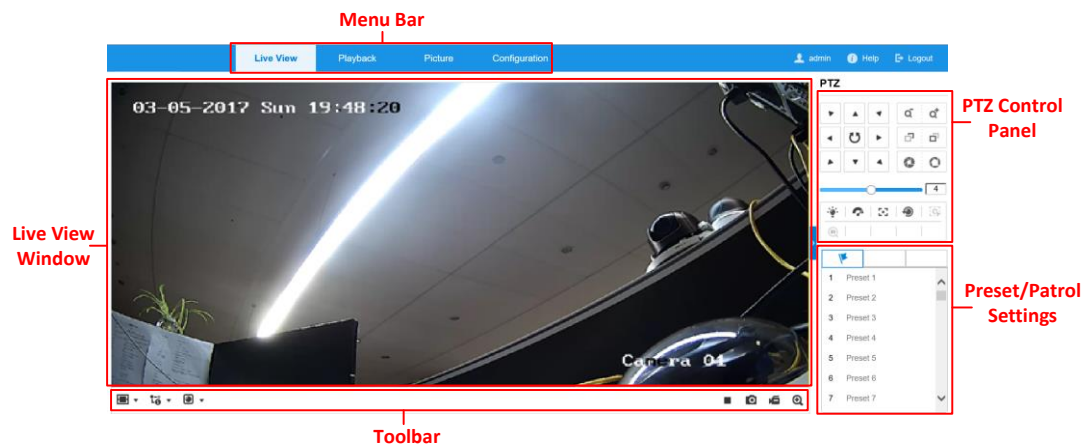 Menu Bar
Live View Playback Picture Configuration admin Help Logout
PTZ
03-05-2017 Sun 19:48:20
PTZ Control
Panel
4
Live View
Window
1 Preset 1
2 Preset 2
3 Preset 3
4 Preset 4
5 Preset 5
6 Preset 6
7 Preset 7
Preset/Patrol
Settings
Camera 01
Toolbar